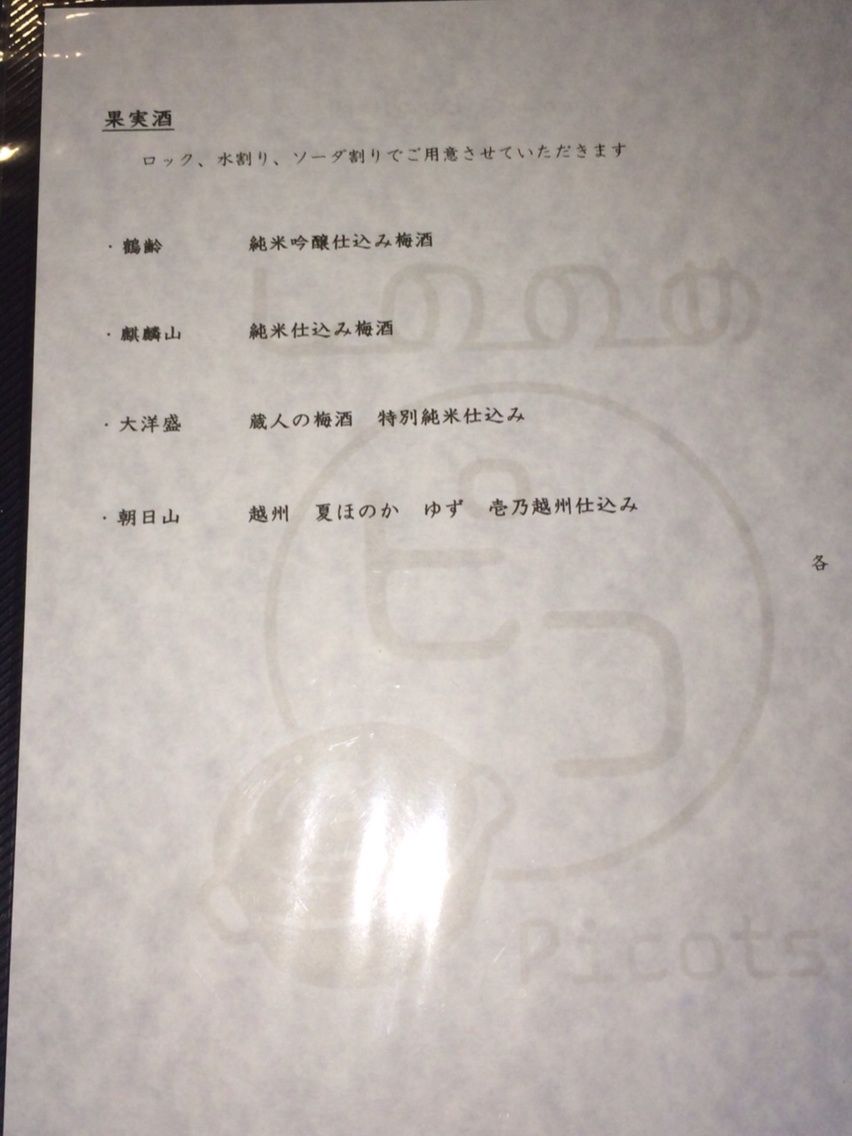 果実酒
ロック、水割り、ソーダ割りでご用意させていただきます
・鶴齢 純米吟醸仕込み梅酒
しののめ
・麒麟山 純米仕込み梅酒
・大洋盛 蔵人の梅酒 特別純米仕込み
・朝日山 越州 夏ほのか ゆず 壱乃越州仕込み
各
ピコ
Picots